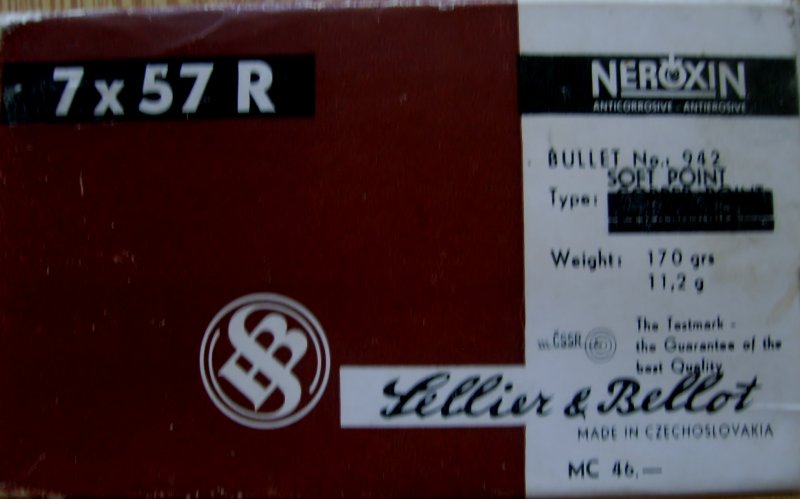 7 x 57 R
NEROXIN
ANTICORROSIVE - ANTIEROSIVE
BULLET No.: 942
SOFT POINT
Type:
Weight: 170 grs
11,2 g
ČSSR
The Testmark -
the Guarantee of the
best Quality
SB
Sellier & Bellot
MADE IN CZECHOSLOVAKIA
MC 46,—